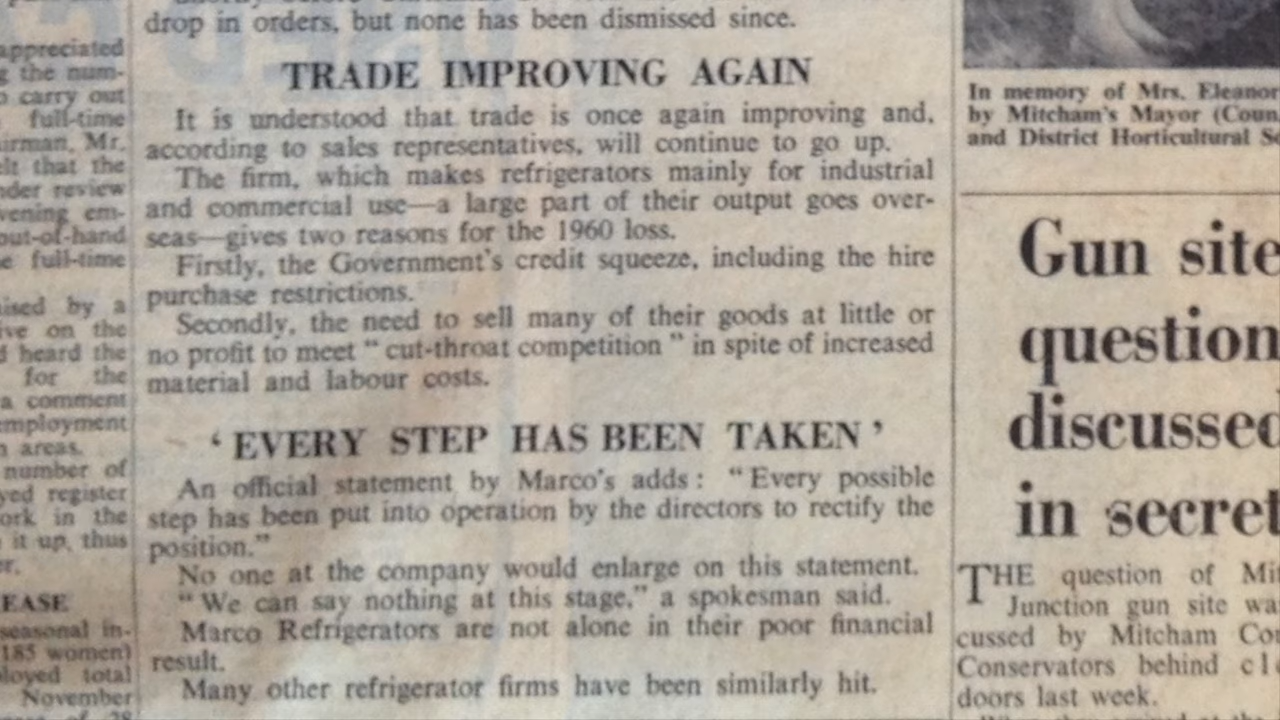 appreciated
the num-
carry out
full-time
Mr.
that the
review
vening em-
out-of-hand
full-time
by a
on the
heard the
for the
a comment
employment
areas.
number of
register
in the
it up, thus
EASE
seasonal in-
185 women)
total
November
drop in orders, but none has been dismissed since.
TRADE IMPROVING AGAIN
It is understood that trade is once again improving and,
according to sales representatives, will continue to go up.
The firm, which makes refrigerators mainly for industrial
and commercial use—a large part of their output goes over-
seas—gives two reasons for the 1960 loss.
Firstly, the Government's credit squeeze, including the hire
purchase restrictions.
Secondly, the need to sell many of their goods at little or
no profit to meet “ cut-throat competition ” in spite of increased
material and labour costs.
‘ EVERY STEP HAS BEEN TAKEN ’
An official statement by Marco's adds : “ Every possible
step has been put into operation by the directors to rectify the
position.”
No one at the company would enlarge on this statement.
“ We can say nothing at this stage,” a spokesman said.
Marco Refrigerators are not alone in their poor financial
result.
Many other refrigerator firms have been similarly hit.
In memory of Mrs. Eleanor
by Mitcham's Mayor (Coun
and District Horticultural S
Gun site
question
discussed
in secret
THE question of Mit
Junction gun site wa
cussed by Mitcham Co
Conservators behind cl
doors last week.